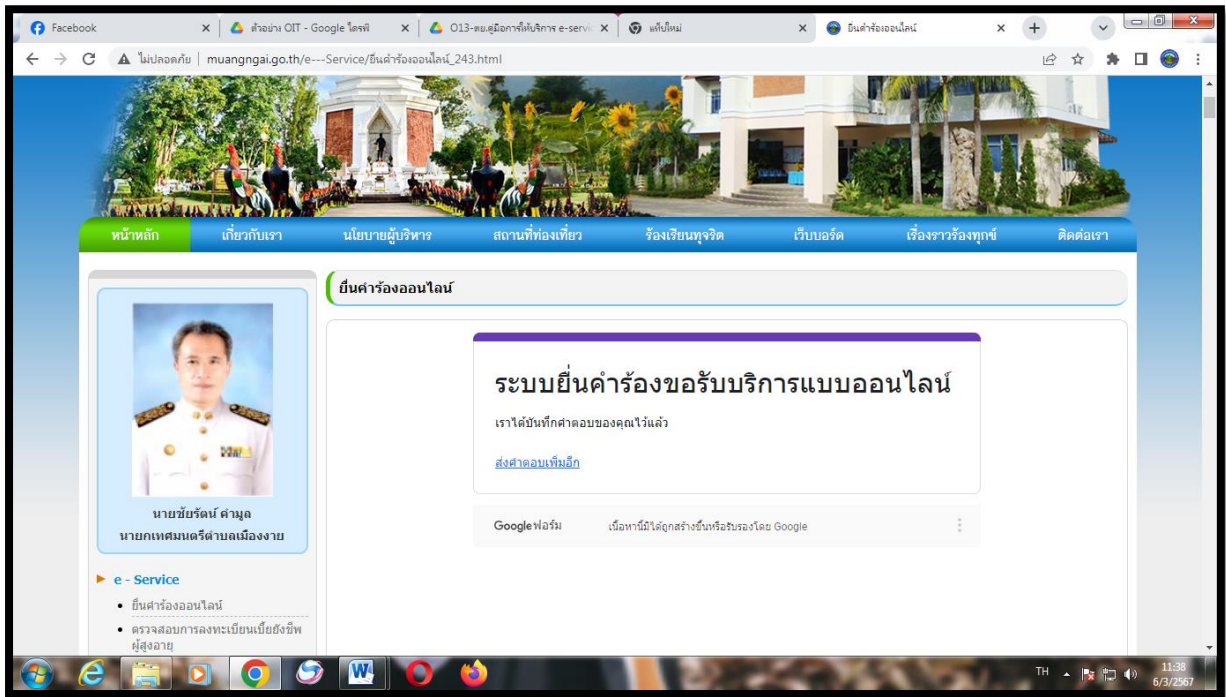 Facebook
ตัวอย่าง OIT - Google ไดรฟ์
O13-ตย.คู่มือการให้บริการ e-servic
แท็บใหม่
ยื่นคำร้องออนไลน์
ไม่ปลอดภัย | muangngai.go.th/e---Service/ยื่นคำร้องออนไลน์_243.html
หน้าหลัก เกี่ยวกับเรา นโยบายผู้บริหาร สถานที่ท่องเที่ยว ร้องเรียนทุจริต เว็บบอร์ด เรื่องราวร้องทุกข์ ติดต่อเรา
ยื่นคำร้องออนไลน์
ระบบยื่นคำร้องขอรับบริการแบบออนไลน์
เราได้บันทึกคำตอบของคุณไว้แล้ว
ส่งคำตอบเพิ่มอีก
Google ฟอร์ม เนื้อหานี้มิได้ถูกสร้างขึ้นหรือรับรองโดย Google
นายชัยรัตน์ คำมูล
นายกเทศมนตรีตำบลเมืองงาย
e - Service
ยื่นคำร้องออนไลน์
ตรวจสอบการลงทะเบียนเบี้ยยังชีพ
ผู้สูงอายุ
TH
11:38
6/3/2567